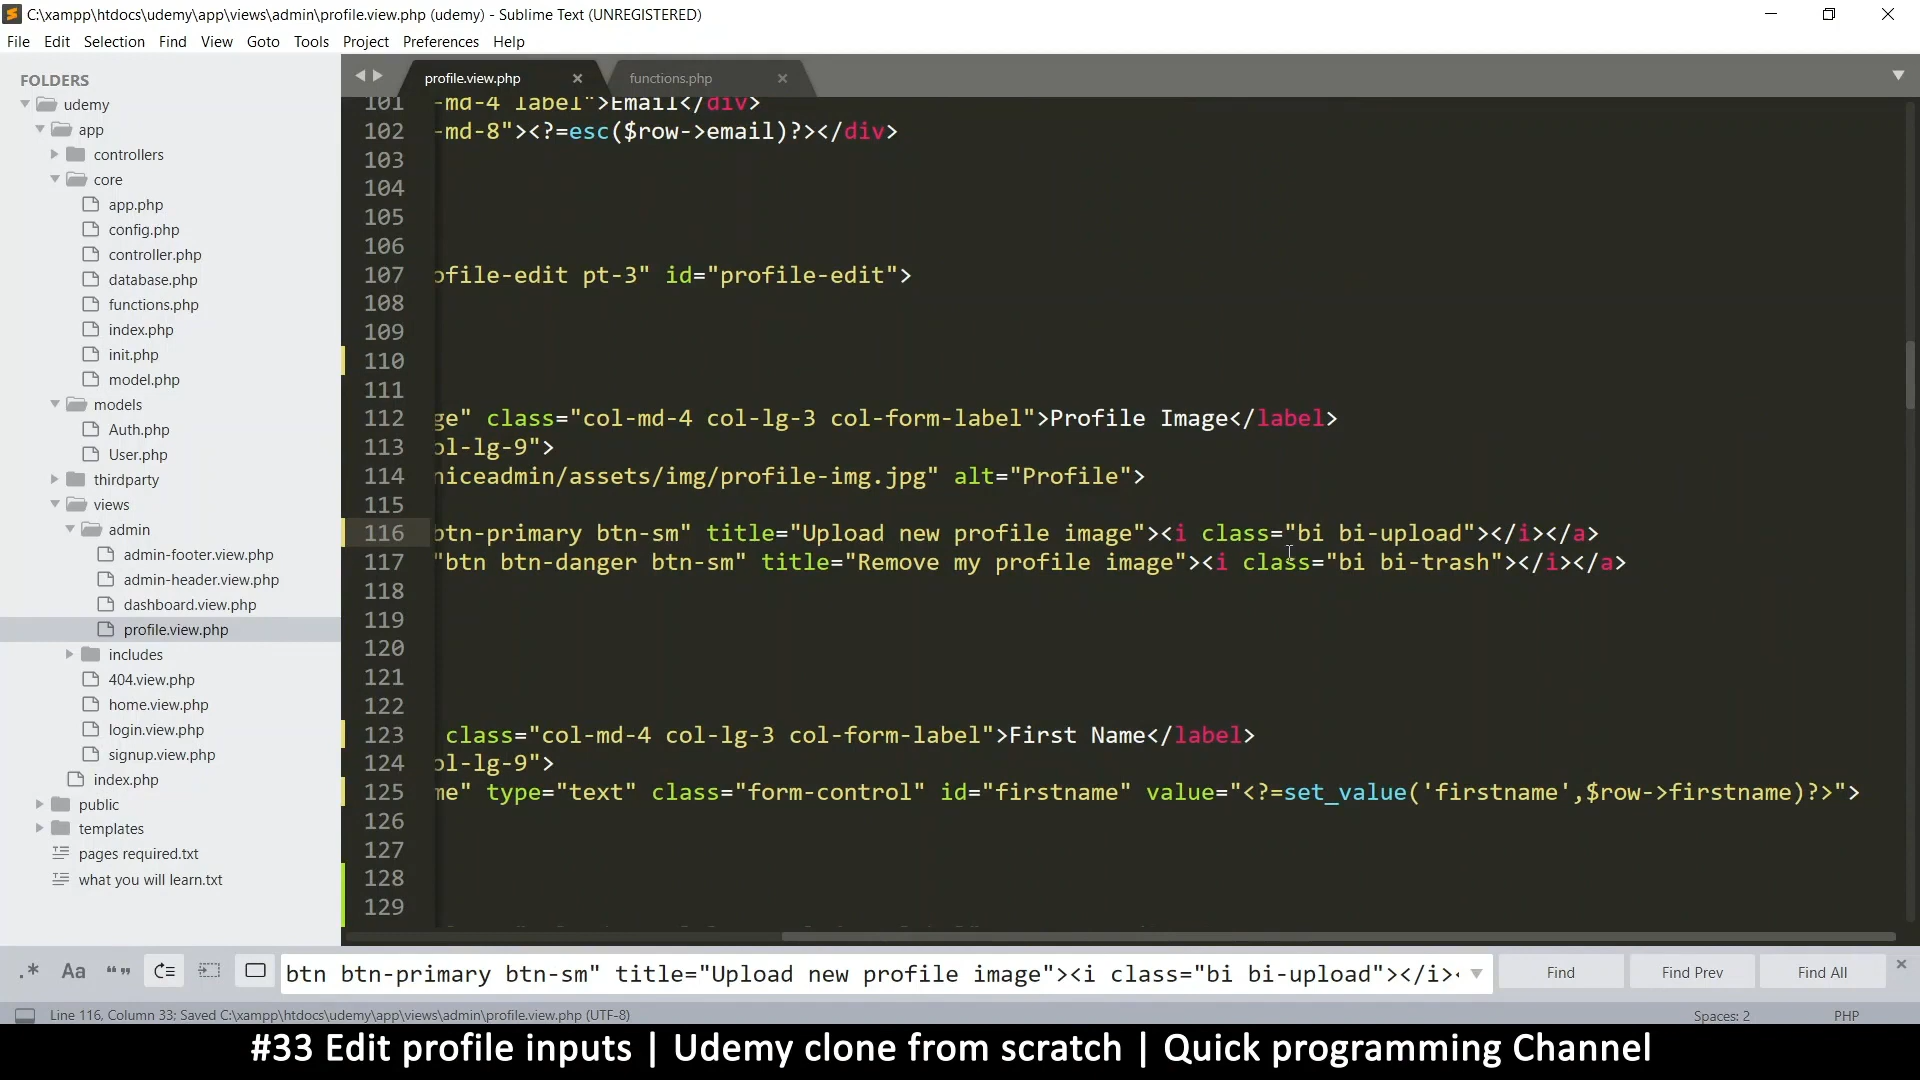 C:\xampp\htdocs\udemy\app\views\admin\profile.view.php (udemy) - Sublime Text (UNREGISTERED)
File Edit Selection Find View Goto Tools Project Preferences Help
FOLDERS
udemy
app
controllers
core
app.php
config.php
controller.php
database.php
functions.php
index.php
init.php
model.php
models
Auth.php
User.php
thirdparty
views
admin
admin-footer.view.php
admin-header.view.php
dashboard.view.php
profile.view.php
includes
404.view.php
home.view.php
login.view.php
signup.view.php
index.php
public
templates
pages required.txt
what you will learn.txt
profile.view.php functions.php
101 -md-4 label">Email</div>
102 -md-8"><?=esc($row->email)?></div>
103
104
105
106
107 ofile-edit pt-3" id="profile-edit">
108
109
110
111
112 ge" class="col-md-4 col-lg-3 col-form-label">Profile Image</label>
113 ol-lg-9">
114 niceadmin/assets/img/profile-img.jpg" alt="Profile">
115
116 btn-primary btn-sm" title="Upload new profile image"><i class="bi bi-upload"></i></a>
117 "btn btn-danger btn-sm" title="Remove my profile image"><i class="bi bi-trash"></i></a>
118
119
120
121
122
123 class="col-md-4 col-lg-3 col-form-label">First Name</label>
124 ol-lg-9">
125 me" type="text" class="form-control" id="firstname" value="<?=set_value('firstname',$row->firstname)?>">
126
127
128
129
.* Aa “” btn btn-primary btn-sm" title="Upload new profile image"><i class="bi bi-upload"></i>< Find Find Prev Find All
Line 116, Column 33; Saved C:\xampp\htdocs\udemy\app\views\admin\profile.view.php (UTF-8) Spaces: 2 PHP
#33 Edit profile inputs | Udemy clone from scratch | Quick programming Channel